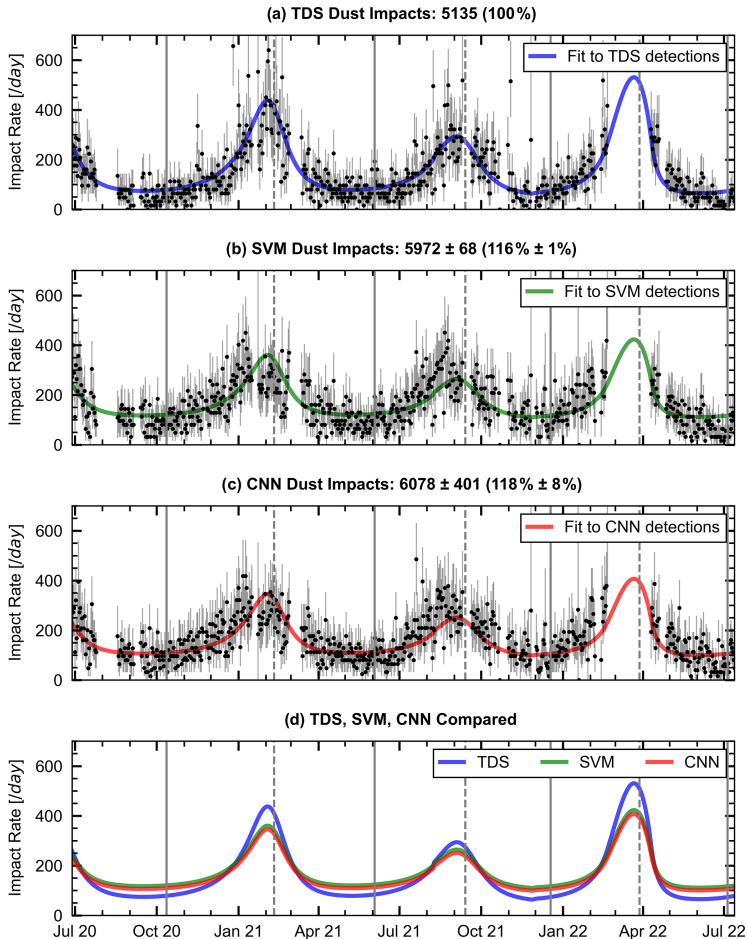 (a) TDS Dust Impacts: 5135 (100%)
Impact Rate [/day]
600
400
200
0
Fit to TDS detections
(b) SVM Dust Impacts: 5972 ± 68 (116% ± 1%)
Impact Rate [/day]
600
400
200
0
Fit to SVM detections
(c) CNN Dust Impacts: 6078 ± 401 (118% ± 8%)
Impact Rate [/day]
600
400
200
0
Fit to CNN detections
(d) TDS, SVM, CNN Compared
Impact Rate [/day]
600
400
200
0
TDS SVM CNN
Jul 20 Oct 20 Jan 21 Apr 21 Jul 21 Oct 21 Jan 22 Apr 22 Jul 22